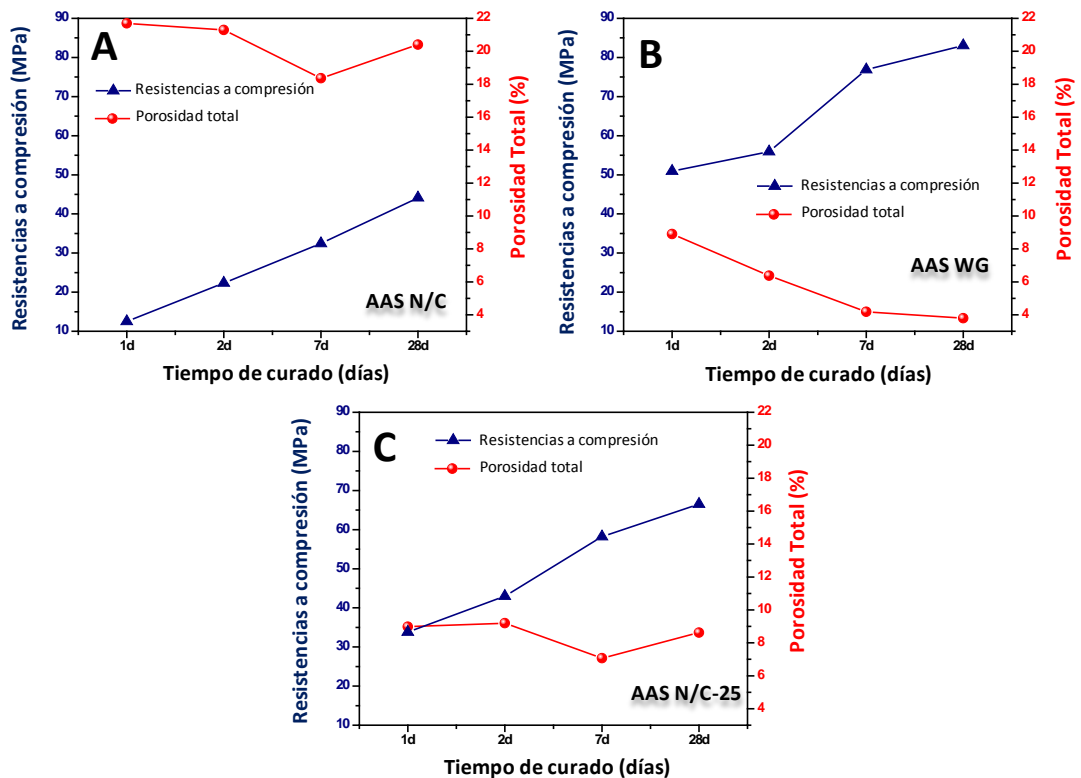 A
Resistencias a compresión (MPa)
90
80
70
60
50
40
30
20
10
Resistencias a compresión
Porosidad total
AAS N/C
22
20
18
16
14
12
10
8
6
4
Porosidad Total (%)
1d 2d 7d 28d
Tiempo de curado (días)
B
Resistencias a compresión (MPa)
90
80
70
60
50
40
30
20
10
Resistencias a compresión
Porosidad total
AAS WG
22
20
18
16
14
12
10
8
6
4
Porosidad Total (%)
1d 2d 7d 28d
Tiempo de curado (días)
C
Resistencias a compresión (MPa)
90
80
70
60
50
40
30
20
10
Resistencias a compresión
Porosidad total
AAS N/C-25
22
20
18
16
14
12
10
8
6
4
Porosidad Total (%)
1d 2d 7d 28d
Tiempo de curado (días)